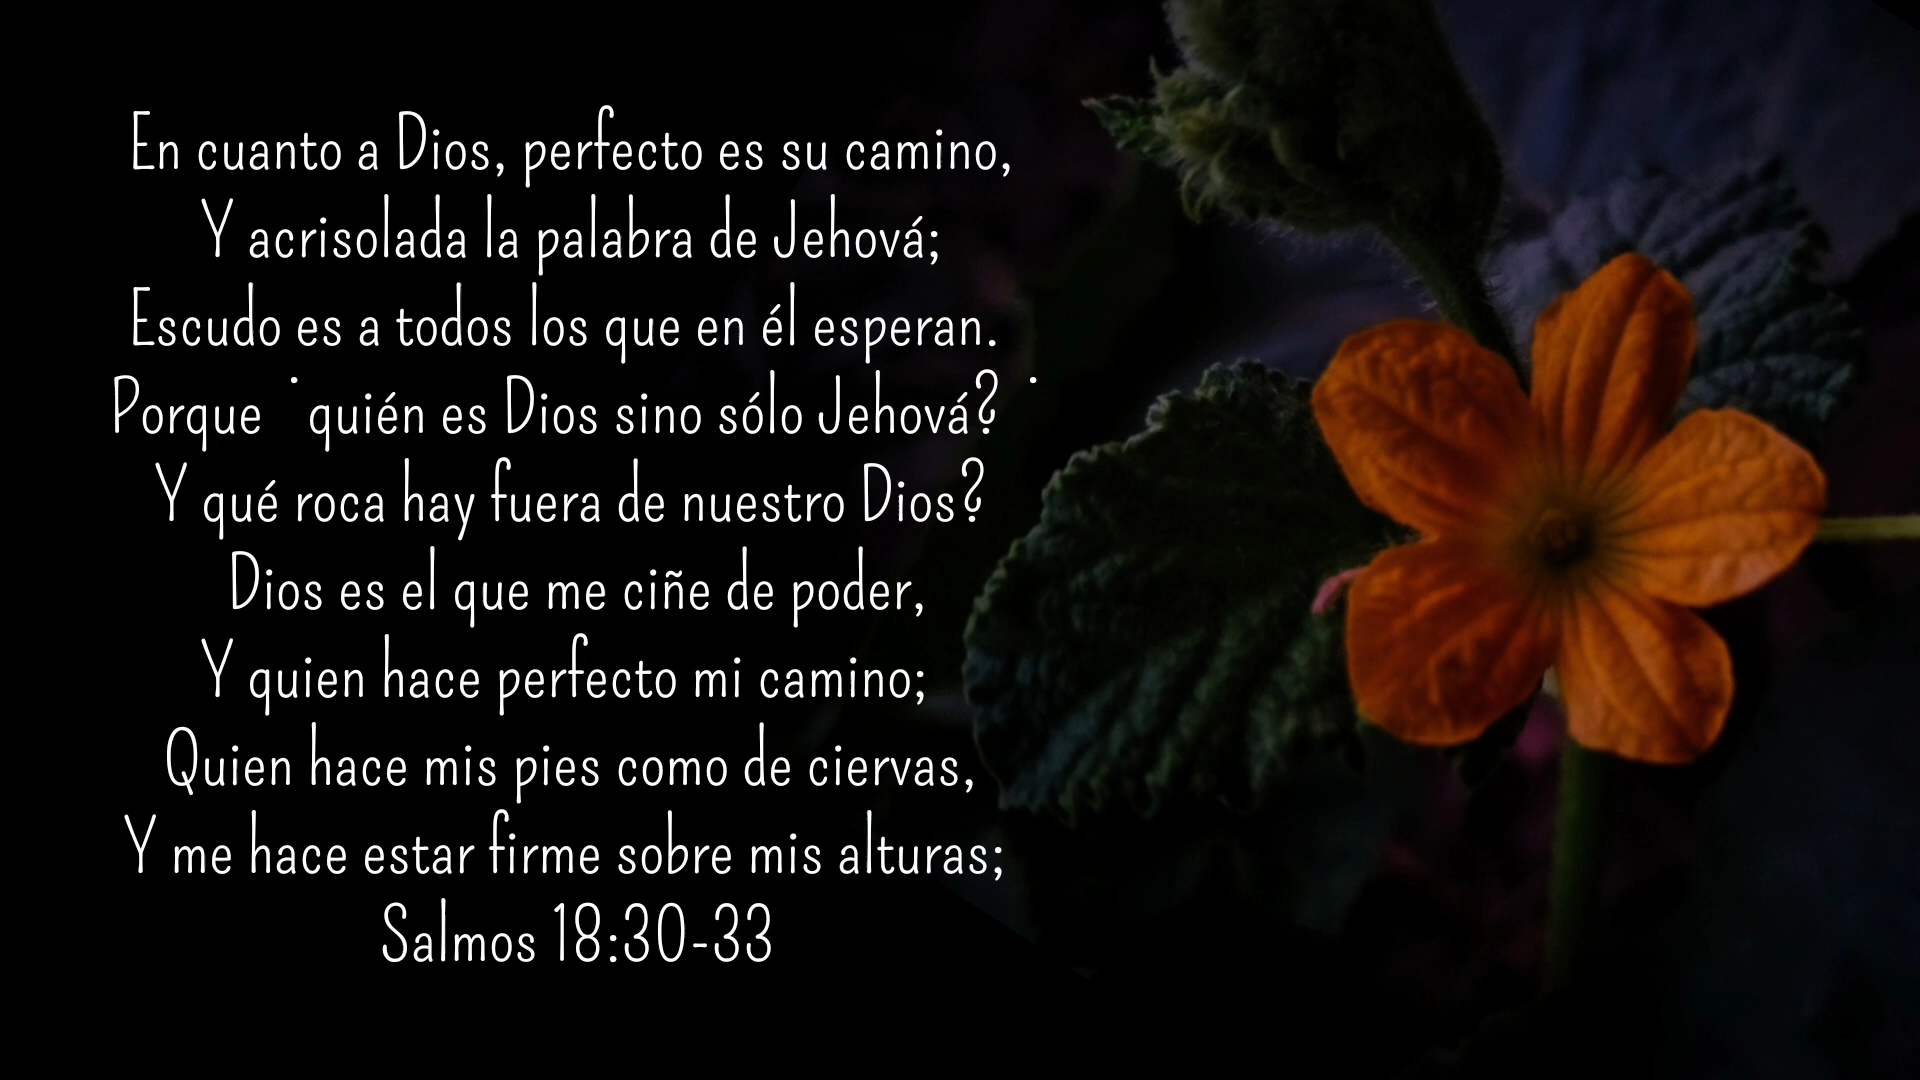 En cuanto a Dios, perfecto es su camino,
Y acrisolada la palabra de Jehová;
Escudo es a todos los que en él esperan.
Porque ˙quién es Dios sino sólo Jehová? ˙
Y qué roca hay fuera de nuestro Dios?
Dios es el que me ciñe de poder,
Y quien hace perfecto mi camino;
Quien hace mis pies como de ciervas,
Y me hace estar firme sobre mis alturas;
Salmos 18:30-33